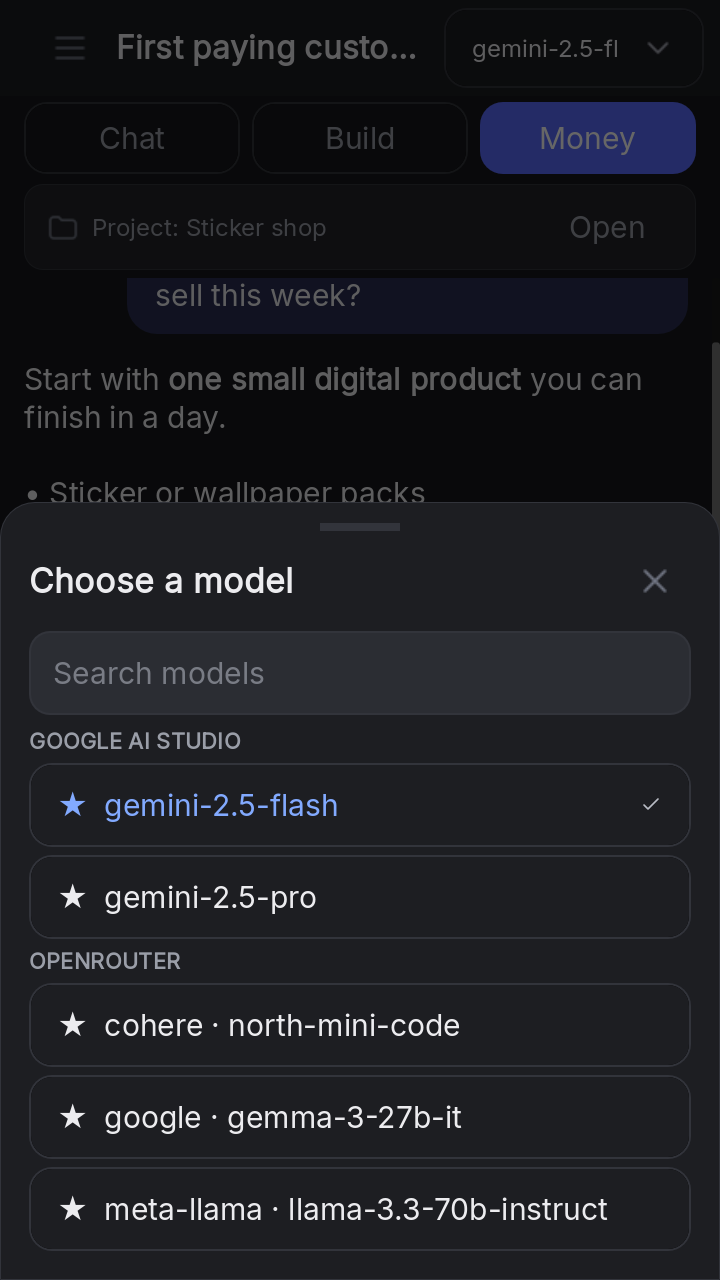 First paying custo...
gemini-2.5-fl
Chat
Build
Money
Project: Sticker shop
Open
sell this week?
Start with one small digital product you can
finish in a day.
• Sticker or wallpaper packs
Choose a model
Search models
GOOGLE AI STUDIO
★ gemini-2.5-flash
★ gemini-2.5-pro
OPENROUTER
★ cohere · north-mini-code
★ google · gemma-3-27b-it
★ meta-llama · llama-3.3-70b-instruct